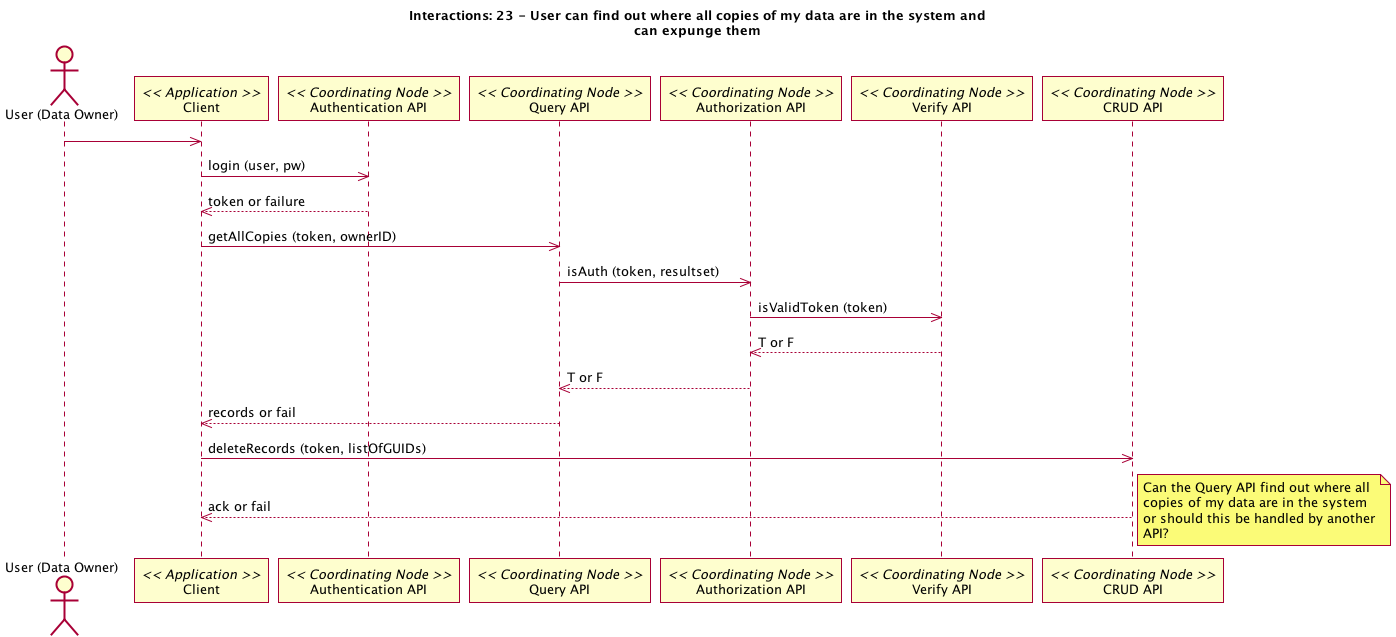 Interactions: 23 - User can find out where all copies of my data are in the system and
can expunge them
User (Data Owner)
<< Application >>
Client
<< Coordinating Node >>
Authentication API
<< Coordinating Node >>
Query API
<< Coordinating Node >>
Authorization API
<< Coordinating Node >>
Verify API
<< Coordinating Node >>
CRUD API
login (user, pw)
token or failure
getAllCopies (token, ownerID)
isAuth (token, resultset)
isValidToken (token)
T or F
T or F
records or fail
deleteRecords (token, listOfGUIDs)
Can the Query API find out where all
copies of my data are in the system
or should this be handled by another
API?
ack or fail
User (Data Owner)
<< Application >>
Client
<< Coordinating Node >>
Authentication API
<< Coordinating Node >>
Query API
<< Coordinating Node >>
Authorization API
<< Coordinating Node >>
Verify API
<< Coordinating Node >>
CRUD API